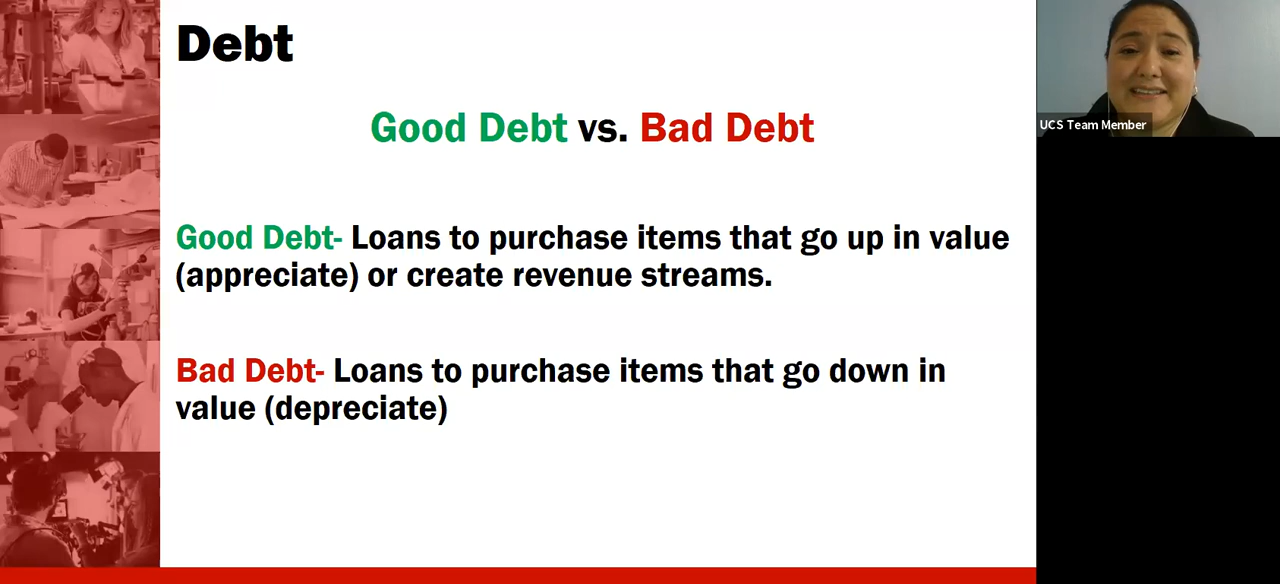 Debt
Good Debt vs. Bad Debt
Good Debt- Loans to purchase items that go up in value
(appreciate) or create revenue streams.
Bad Debt- Loans to purchase items that go down in
value (depreciate)
UCS Team Member